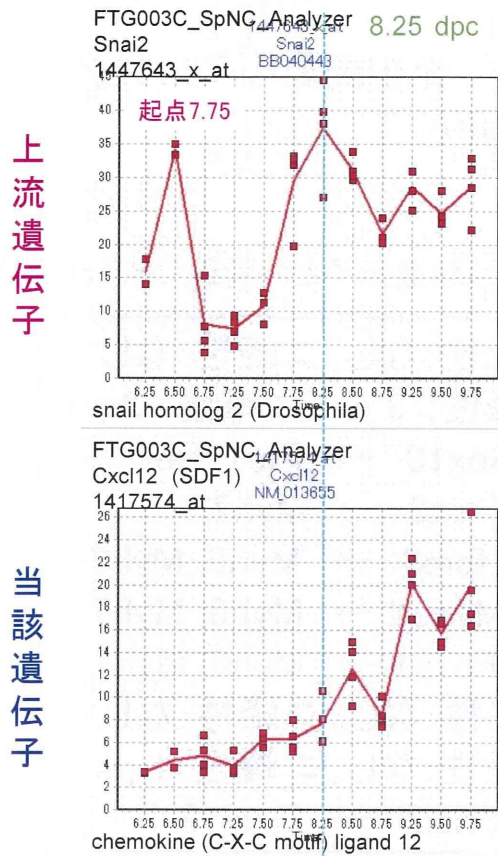 FTG003C_SpNC_Analyzer
1447643_x_at
Snai2
Snai2
BB040443
1447643_x_at
8.25 dpc
起点7.75
上流遺伝子
45
40
35
30
25
20
15
10
5
0
6.25 6.50 6.75 7.25 7.50 7.75 8.25 8.50 8.75 9.25 9.50 9.75
Time
snail homolog 2 (Drosophila)
FTG003C_SpNC_Analyzer
1417574_at
Cxcl12 (SDF1)
Cxcl12
NM_013655
1417574_at
当該遺伝子
26
24
22
20
18
16
14
12
10
8
6
4
2
0
6.25 6.50 6.75 7.25 7.50 7.75 8.25 8.50 8.75 9.25 9.50 9.75
Time
chemokine (C-X-C motif) ligand 12